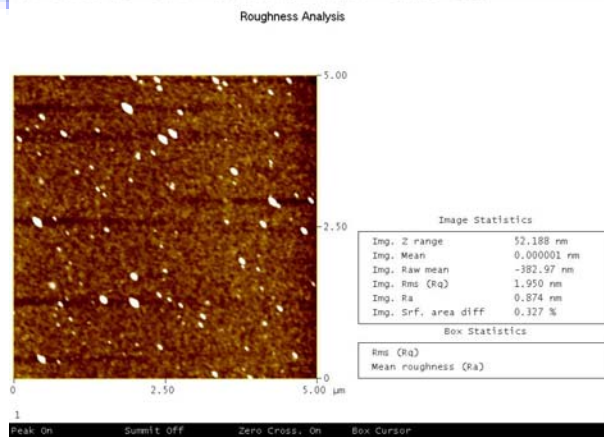 Roughness Analysis
5.00
2.50
0
0 2.50 5.00 µm
Image Statistics
Img. Z range 52.188 nm
Img. Mean 0.000001 nm
Img. Raw mean -382.97 nm
Img. Rms (Rq) 1.950 nm
Img. Ra 0.874 nm
Img. Srf. area diff 0.327 %
Box Statistics
Rms (Rq)
Mean roughness (Ra)
1
Peak On Summit Off Zero Cross. On Box Cursor